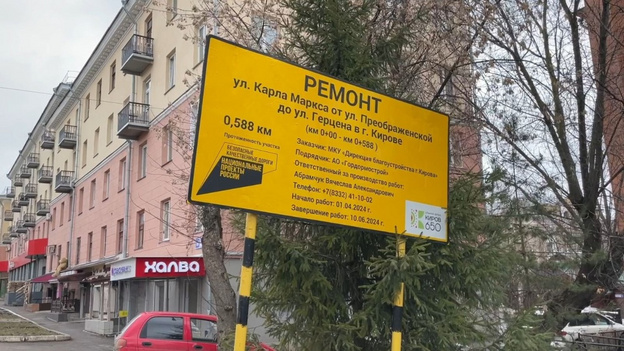 РЕМОНТ
ул. Карла Маркса от ул. Преображенской
до ул. Герцена в г. Кирове
(км 0+00 - км 0+588 )
0,588 км
Протяженность участка
Заказчик: МКУ «Дирекция благоустройства г Кирова»
Подрядчик: АО «Гордормостррой»
Ответственный за производство работ:
Абрамчук Вячеслав Александрович
Телефон: +7(8332) 41-10-02
Начало работ: 01 04.2024 г.
Завершение работ: 10.06.2024 г.
БЕЗОПАСНЫЕ
КАЧЕСТВЕННЫЕ ДОРОГИ
НАЦИОНАЛЬНЫЕ
ПРОЕКТЫ
РОССИИ
КИРОВ
650
ХАЛВА